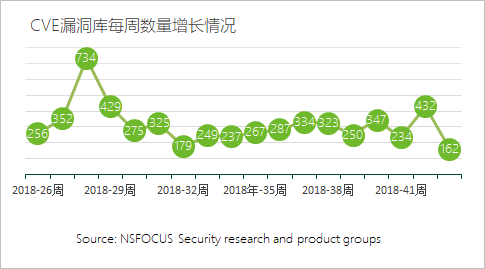 CVE漏洞库每周数量增长情况
256 352 734 429 275 325 179 249 237 267 287 334 323 250 347 234 432 162
2018-26周 2018-29周 2018-32周 2018年-35周 2018-38周 2018-41周
Source: NSFOCUS Security research and product groups